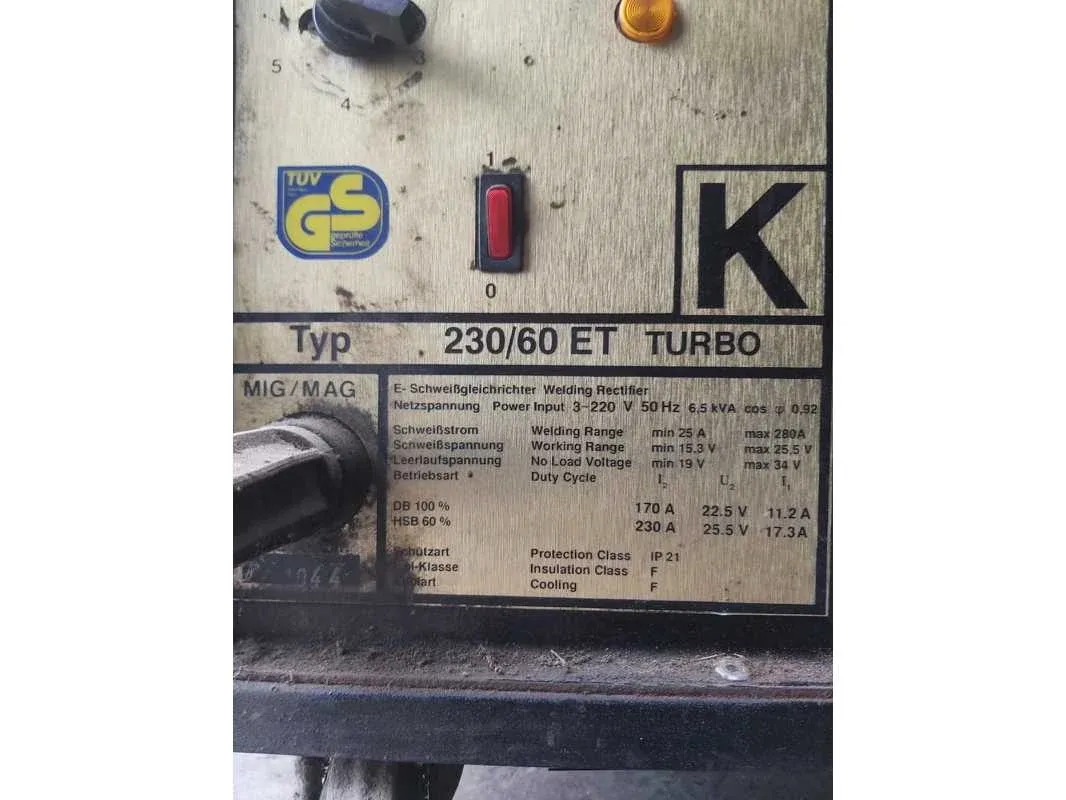 3
5
4
TÜV
GS
geprüfte
Sicherheit
1
0
K
Typ 230/60 ET TURBO
MIG/MAG
E- Schweißgleichrichter Welding Rectifier
Netzspannung Power Input 3~220 V 50 Hz 6,5 kVA cos φ 0,92
Schweißstrom Welding Range min 25 A max 280A
Schweißspannung Working Range min 15.3 V max 25.5 V
Leerlaufspannung No Load Voltage min 19 V max 34 V
Betriebsart Duty Cycle I2 U2 I1
DB 100 % 170 A 22.5 V 11.2 A
HSB 60 % 230 A 25.5 V 17.3 A
Schutzart Protection Class IP 21
Insulation Class F
Cooling F